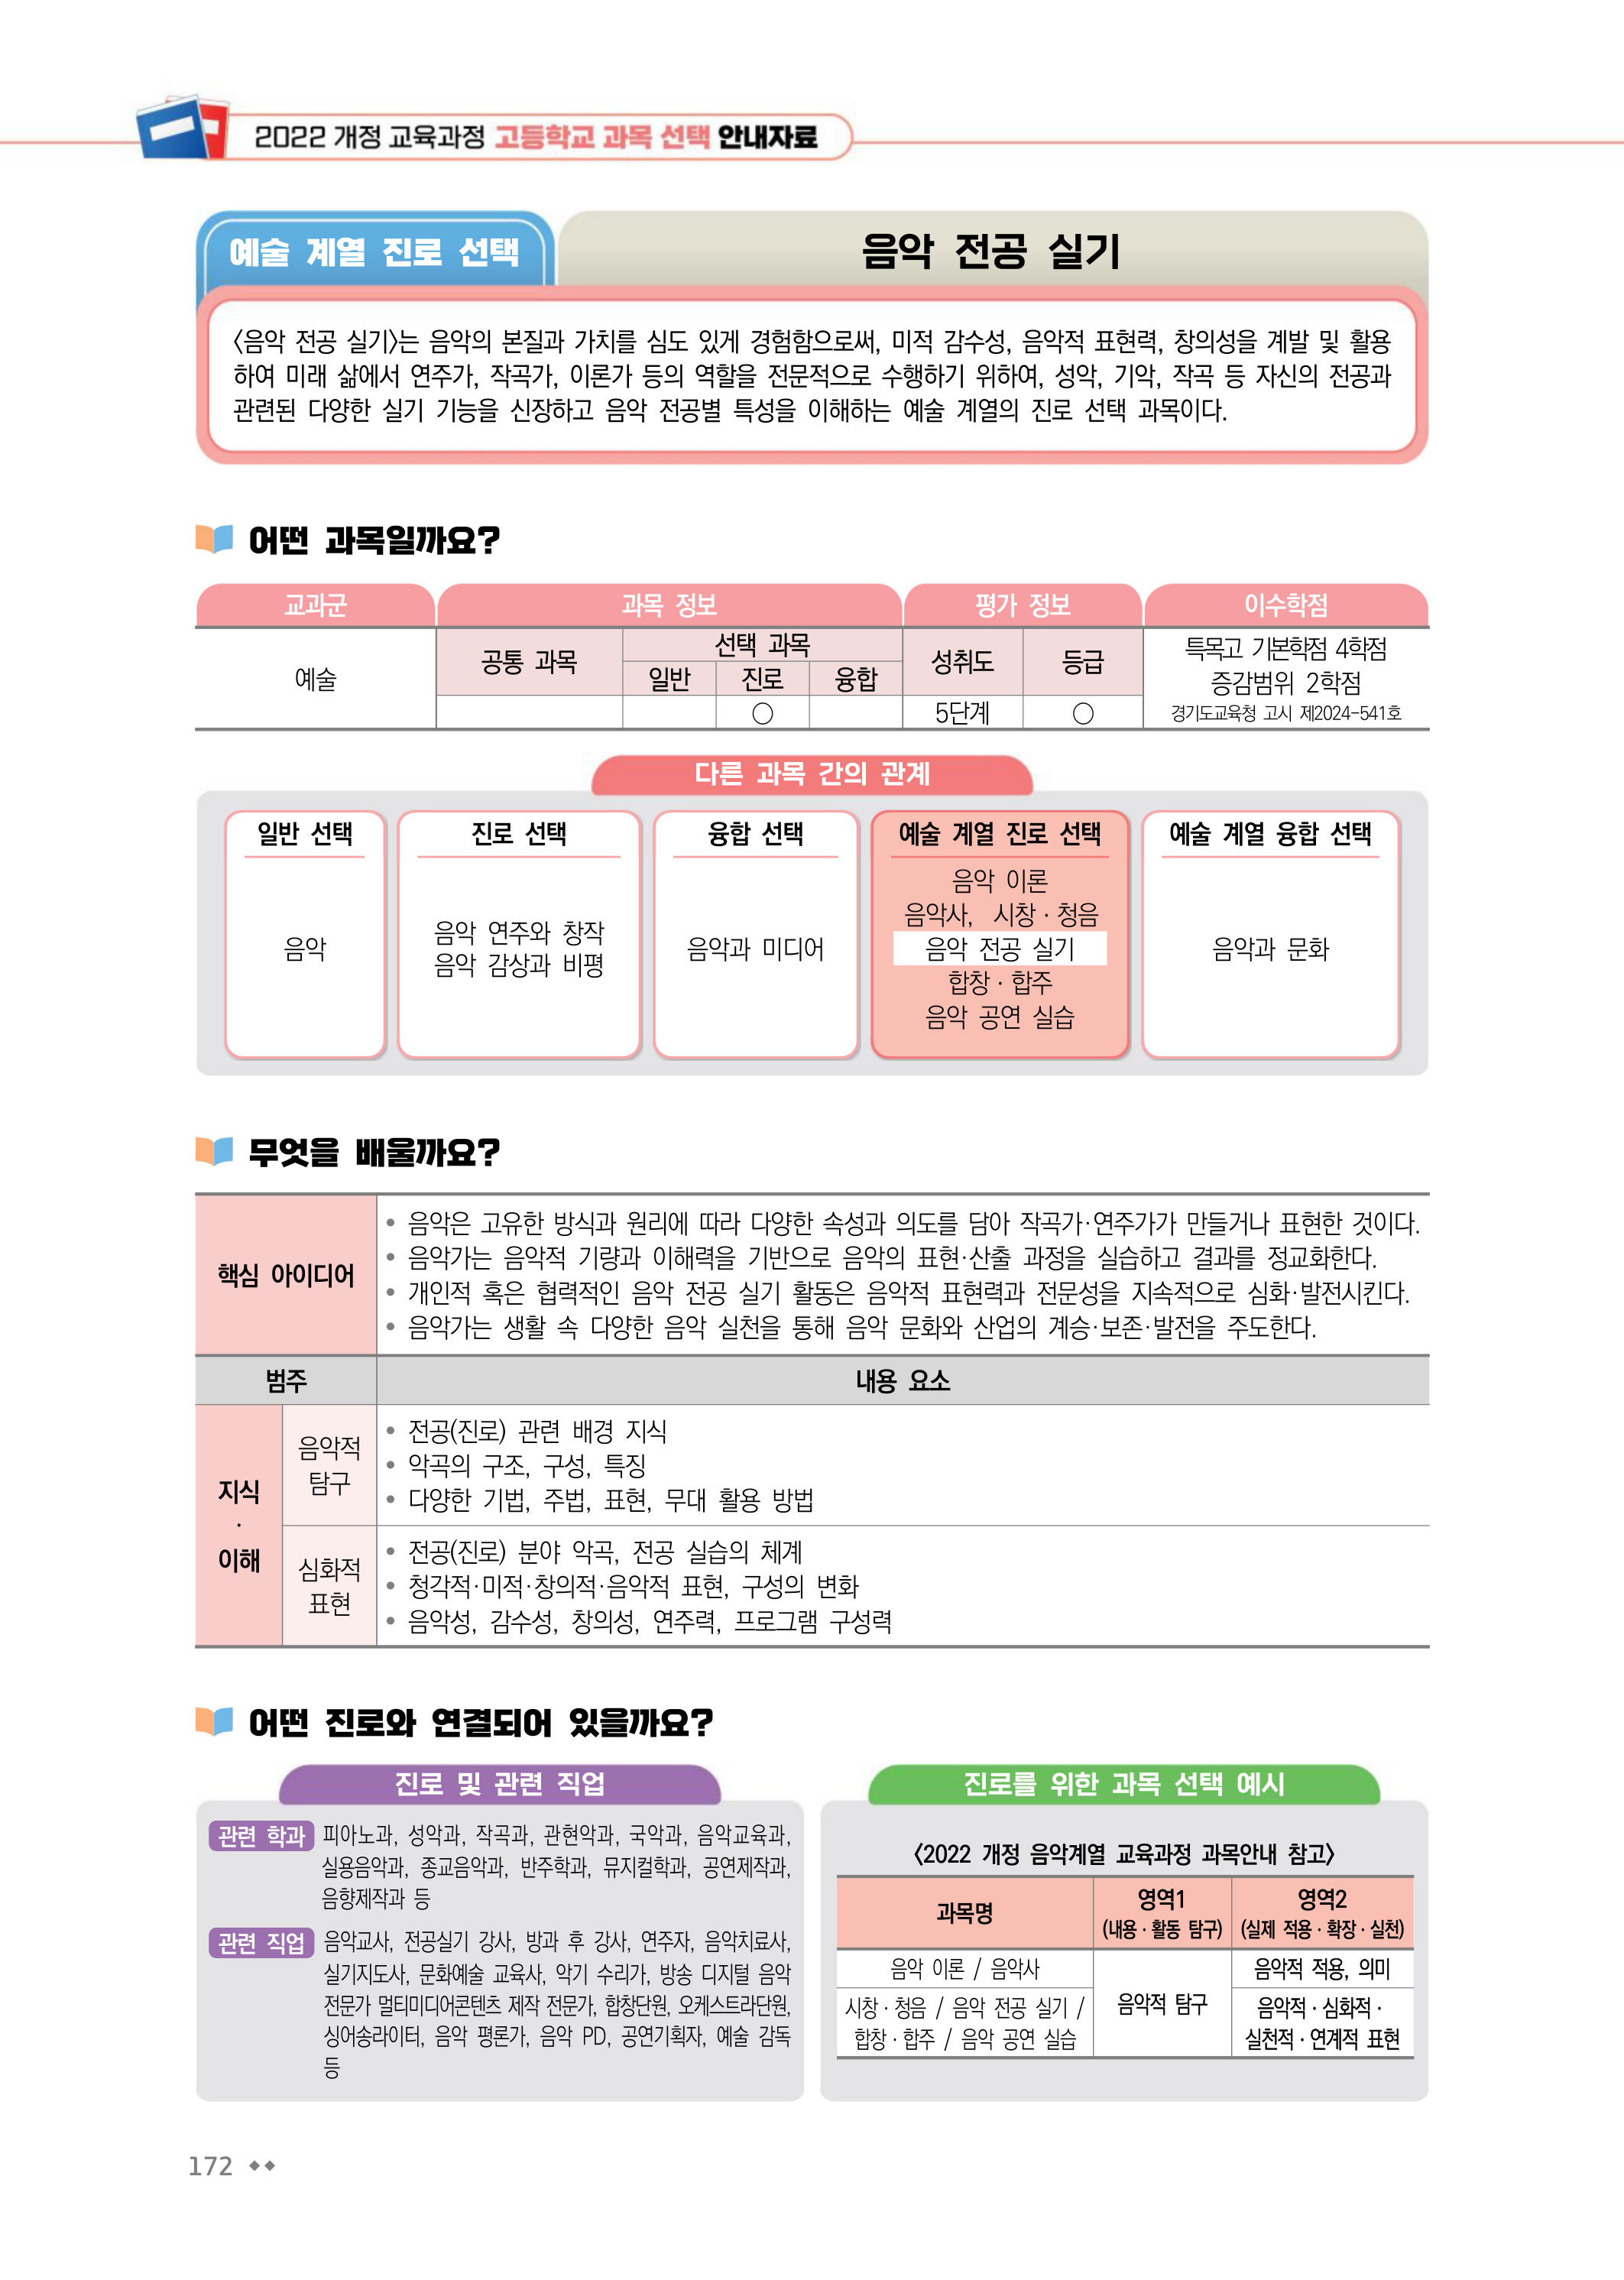 2022 개정 교육과정 고등학교 과목 선택 안내자료
예술 계열 진로 선택
음악 전공 실기
〈음악 전공 실기〉는 음악의 본질과 가치를 심도 있게 경험함으로써, 미적 감수성, 음악적 표현력, 창의성을 계발 및 활용
하여 미래 삶에서 연주가, 작곡가, 이론가 등의 역할을 전문적으로 수행하기 위하여, 성악, 기악, 작곡 등 자신의 전공과
관련된 다양한 실기 기능을 신장하고 음악 전공별 특성을 이해하는 예술 계열의 진로 선택 과목이다.
어떤 과목일까요?
교과군 과목 정보 평가 정보 이수학점
예술
공통 과목
선택 과목
일반 진로 융합
○
성취도 등급
5단계 ○
특목고 기본학점 4학점
증감범위 2학점
경기도교육청 고시 제2024-541호
다른 과목 간의 관계
일반 선택
음악
진로 선택
음악 연주와 창작
음악 감상과 비평
융합 선택
음악과 미디어
예술 계열 진로 선택
음악 이론
음악사, 시창·청음
음악 전공 실기
합창·합주
음악 공연 실습
예술 계열 융합 선택
음악과 문화
무엇을 배울까요?
핵심 아이디어
• 음악은 고유한 방식과 원리에 따라 다양한 속성과 의도를 담아 작곡가·연주가가 만들거나 표현한 것이다.
• 음악가는 음악적 기량과 이해력을 기반으로 음악의 표현·산출 과정을 실습하고 결과를 정교화한다.
• 개인적 혹은 협력적인 음악 전공 실기 활동은 음악적 표현력과 전문성을 지속적으로 심화·발전시킨다.
• 음악가는 생활 속 다양한 음악 실천을 통해 음악 문화와 산업의 계승·보존·발전을 주도한다.
범주 내용 요소
지식
·
이해
음악적
탐구
• 전공(진로) 관련 배경 지식
• 악곡의 구조, 구성, 특징
• 다양한 기법, 주법, 표현, 무대 활용 방법
심화적
표현
• 전공(진로) 분야 악곡, 전공 실습의 체계
• 청각적·미적·창의적·음악적 표현, 구성의 변화
• 음악성, 감수성, 창의성, 연주력, 프로그램 구성력
어떤 진로와 연결되어 있을까요?
진로 및 관련 직업
관련 학과 피아노과, 성악과, 작곡과, 관현악과, 국악과, 음악교육과,
실용음악과, 종교음악과, 반주학과, 뮤지컬학과, 공연제작과,
음향제작과 등
관련 직업 음악교사, 전공실기 강사, 방과 후 강사, 연주자, 음악치료사,
실기지도사, 문화예술 교육사, 악기 수리가, 방송 디지털 음악
전문가 멀티미디어콘텐츠 제작 전문가, 합창단원, 오케스트라단원,
싱어송라이터, 음악 평론가, 음악 PD, 공연기획자, 예술 감독
등
진로를 위한 과목 선택 예시
〈2022 개정 음악계열 교육과정 과목안내 참고〉
과목명
영역1
(내용·활동 탐구)
영역2
(실제 적용·확장·실천)
음악 이론 / 음악사
시창·청음 / 음악 전공 실기 /
합창·합주 / 음악 공연 실습
음악적 탐구
음악적 적용, 의미
음악적·심화적·
실천적·연계적 표현
172